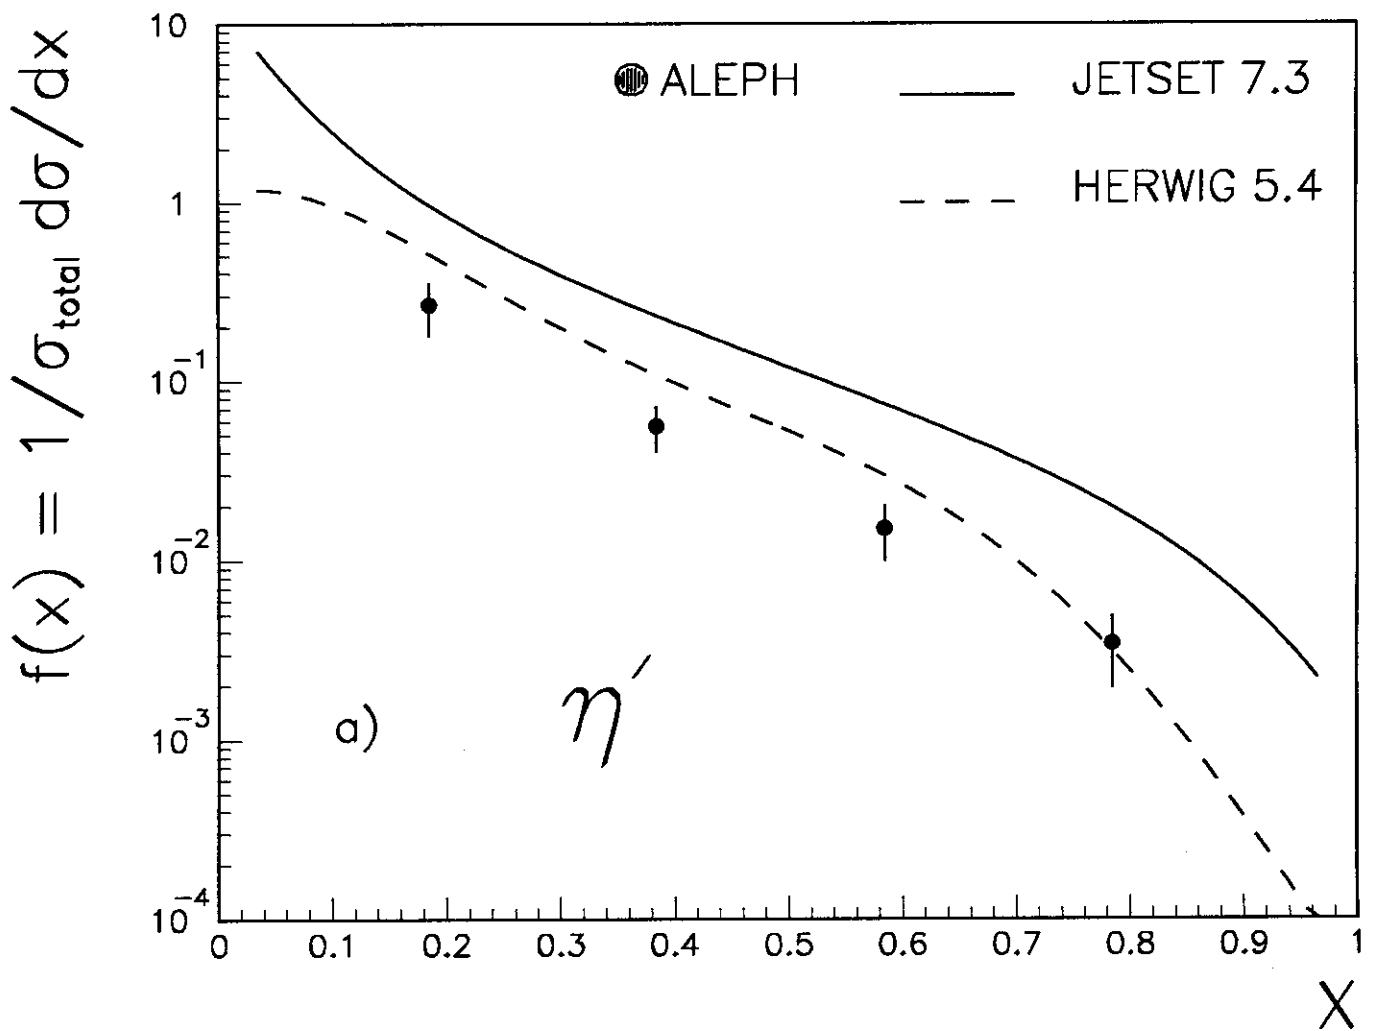 f(x) = 1/σ_total dσ/dx
10
1
10^-1
10^-2
10^-3
10^-4
ALEPH
JETSET 7.3
HERWIG 5.4
a)
η′
0 0.1 0.2 0.3 0.4 0.5 0.6 0.7 0.8 0.9 1
X